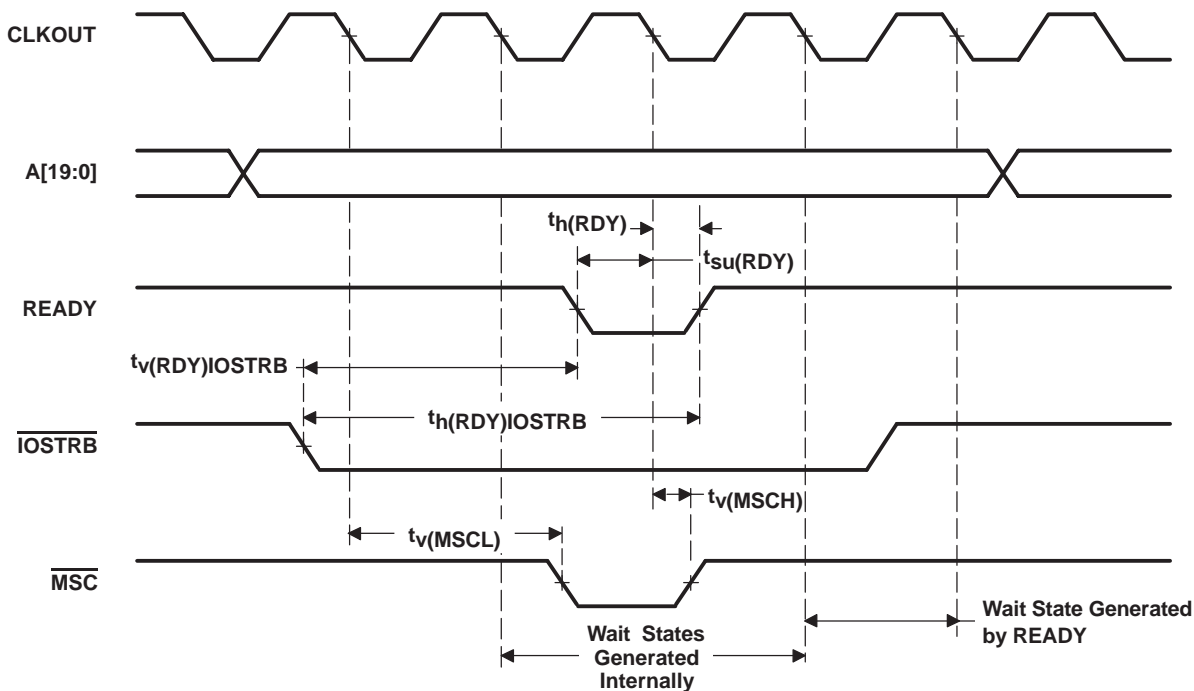 CLKOUT
A[19:0]
th(RDY)
tsu(RDY)
READY
tv(RDY)IOSTRB
th(RDY)IOSTRB
IOSTRB
tv(MSCH)
tv(MSCL)
MSC
Wait States
Generated
Internally
Wait State Generated
by READY